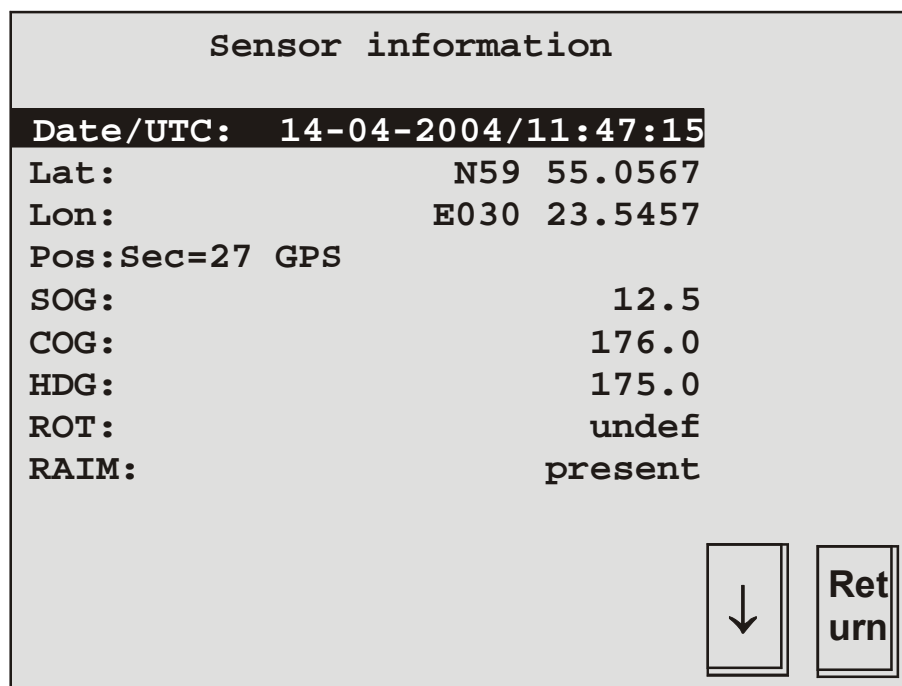 Sensor information
Date/UTC: 14-04-2004/11:47:15
Lat: N59 55.0567
Lon: E030 23.5457
Pos:Sec=27 GPS
SOG: 12.5
COG: 176.0
HDG: 175.0
ROT: undef
RAIM: present
↓
Ret
urn